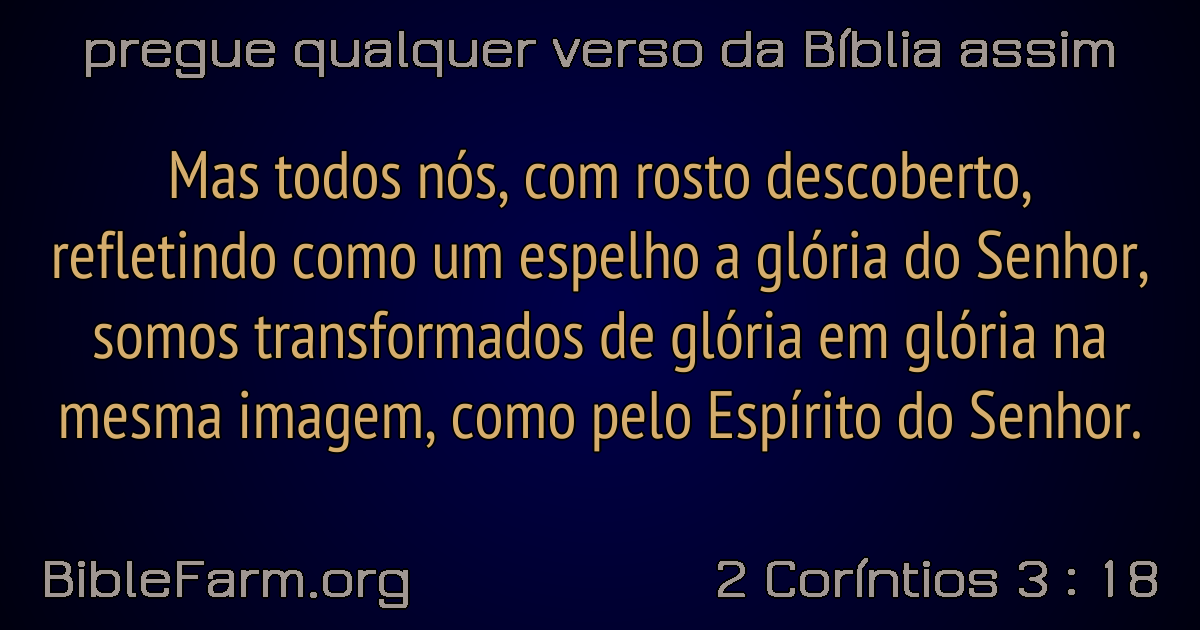 pregue qualquer verso da Bíblia assim
Mas todos nós, com rosto descoberto,
refletindo como um espelho a glória do Senhor,
somos transformados de glória em glória na
mesma imagem, como pelo Espírito do Senhor.
BibleFarm.org
2 Coríntios 3 : 18